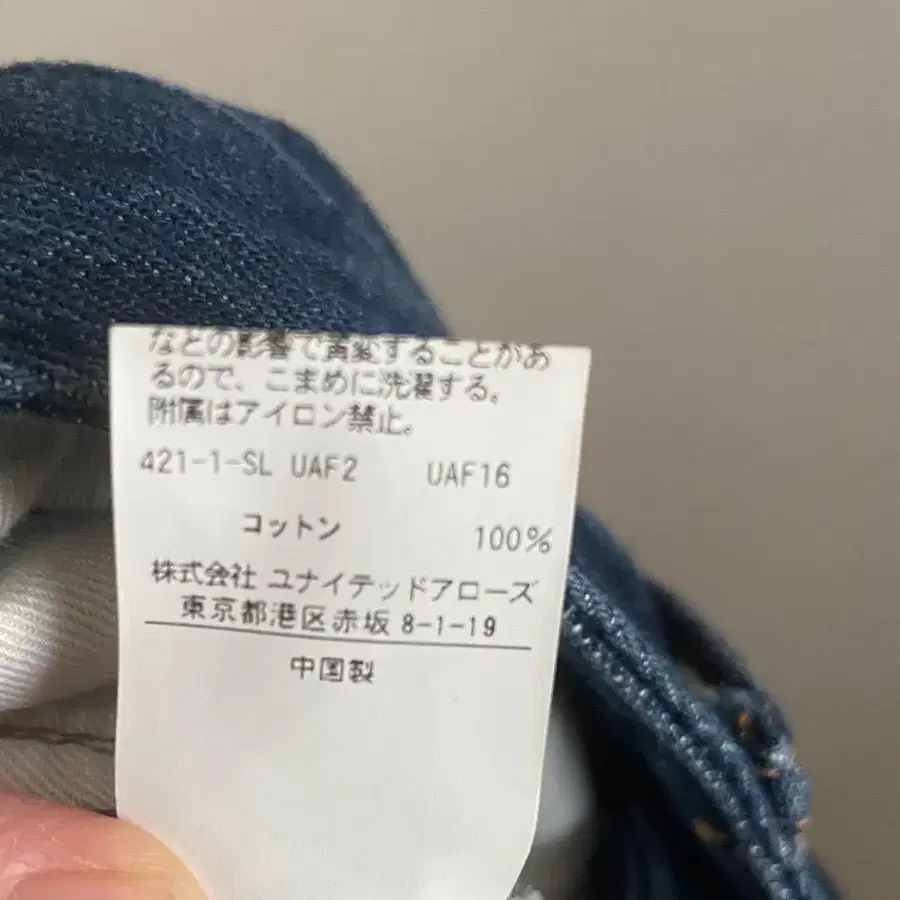 などの影響で黄変することがあ
るので、こまめに洗濯する。
附属はアイロン禁止。
421-1-SL UAF2 UAF16
コットン 100%
株式会社 ユナイテッドアローズ
東京都港区赤坂 8-1-19
中国製